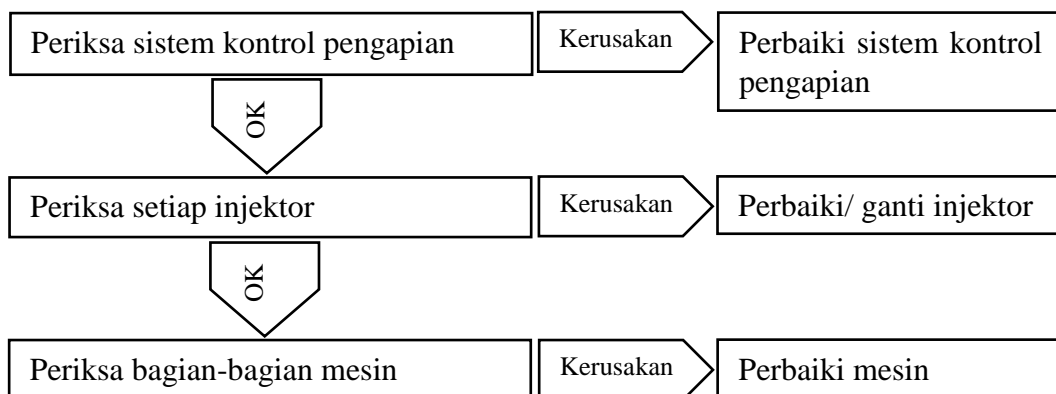 Periksa sistem kontrol pengapian
Kerusakan
Perbaiki sistem kontrol
pengapian
OK
Periksa setiap injektor
Kerusakan
Perbaiki/ ganti injektor
OK
Periksa bagian-bagian mesin
Kerusakan
Perbaiki mesin